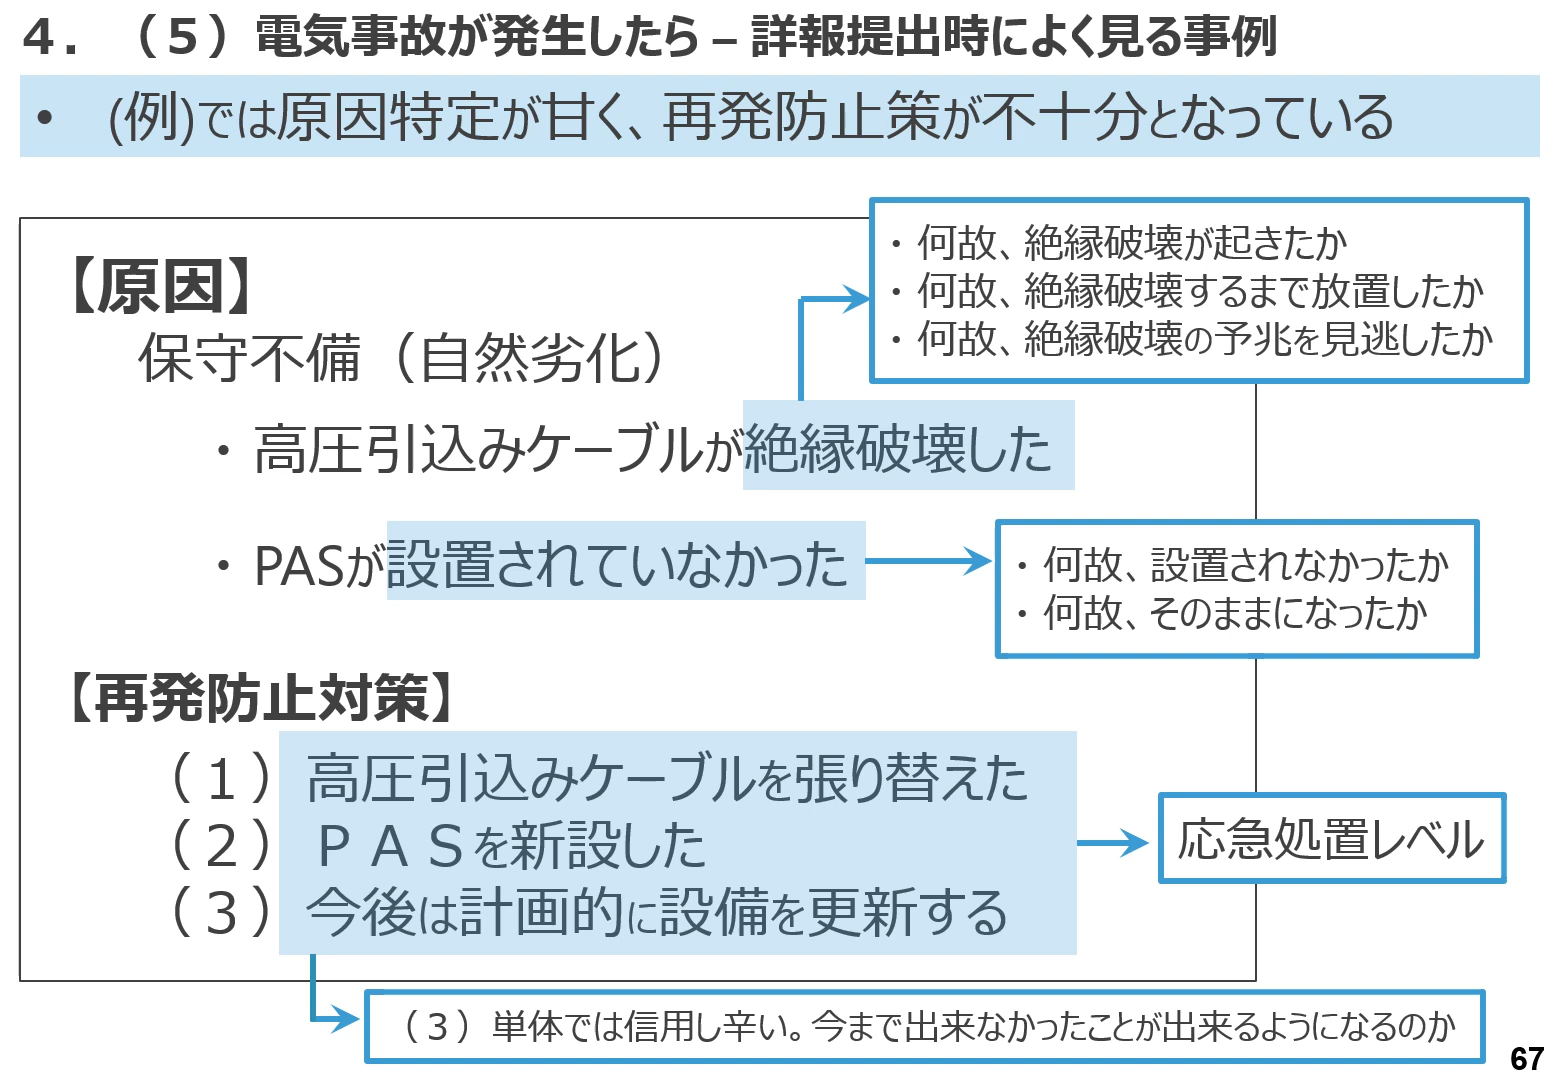 ４．（５）電気事故が発生したら – 詳報提出時によく見る事例
• (例)では原因特定が甘く、再発防止策が不十分となっている
・何故、絶縁破壊が起きたか
・何故、絶縁破壊するまで放置したか
・何故、絶縁破壊の予兆を見逃したか
【原因】
保守不備（自然劣化）
・高圧引込みケーブルが絶縁破壊した
・PASが設置されていなかった
・何故、設置されなかったか
・何故、そのままになったか
【再発防止対策】
（１）高圧引込みケーブルを張り替えた
（２）ＰＡＳを新設した
（３）今後は計画的に設備を更新する
応急処置レベル
（３）単体では信用し辛い。今まで出来なかったことが出来るようになるのか
67